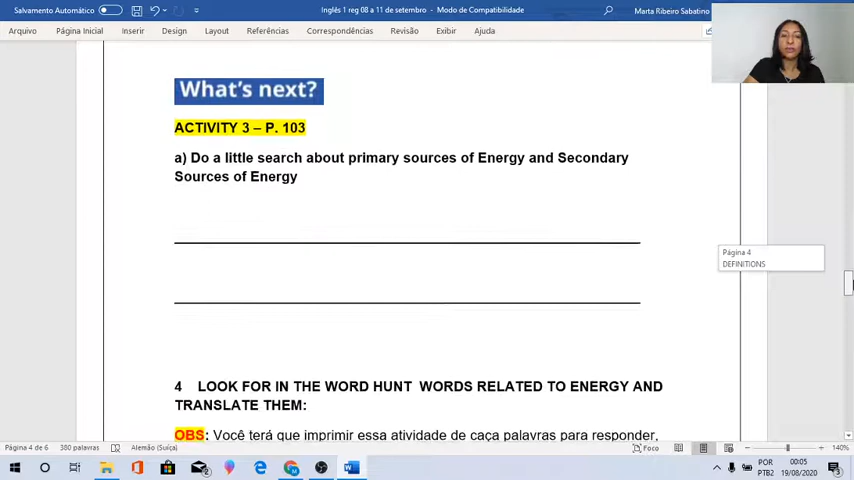 Salvamento Automático
Inglês 1 reg 08 a 11 de setembro - Modo de Compatibilidade
Marta Ribeiro Sabatino
Arquivo Página Inicial Inserir Design Layout Referências Correspondências Revisão Exibir Ajuda
What's next?
ACTIVITY 3 – P. 103
a) Do a little search about primary sources of Energy and Secondary
Sources of Energy
Página 4
DEFINITIONS
4 LOOK FOR IN THE WORD HUNT WORDS RELATED TO ENERGY AND
TRANSLATE THEM:
OBS: Você terá que imprimir essa atividade de caça palavras para responder,
Página 4 de 6 380 palavras Alemão (Suíça) Foco 140%
POR 00:05
PTB2 19/08/2020